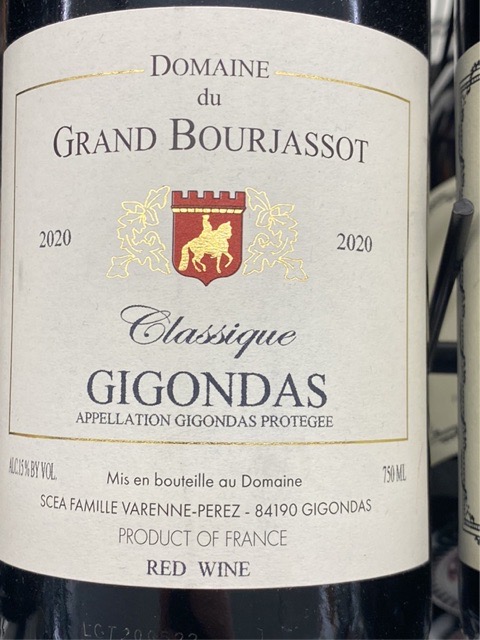 DOMAINE
du
GRAND BOURJASSOT
2020 2020
Classique
GIGONDAS
APPELLATION GIGONDAS PROTEGEE
ALC.15% BY VOL. 750 ML
Mis en bouteille au Domaine
SCEA FAMILLE VARENNE-PEREZ - 84190 GIGONDAS
PRODUCT OF FRANCE
RED WINE